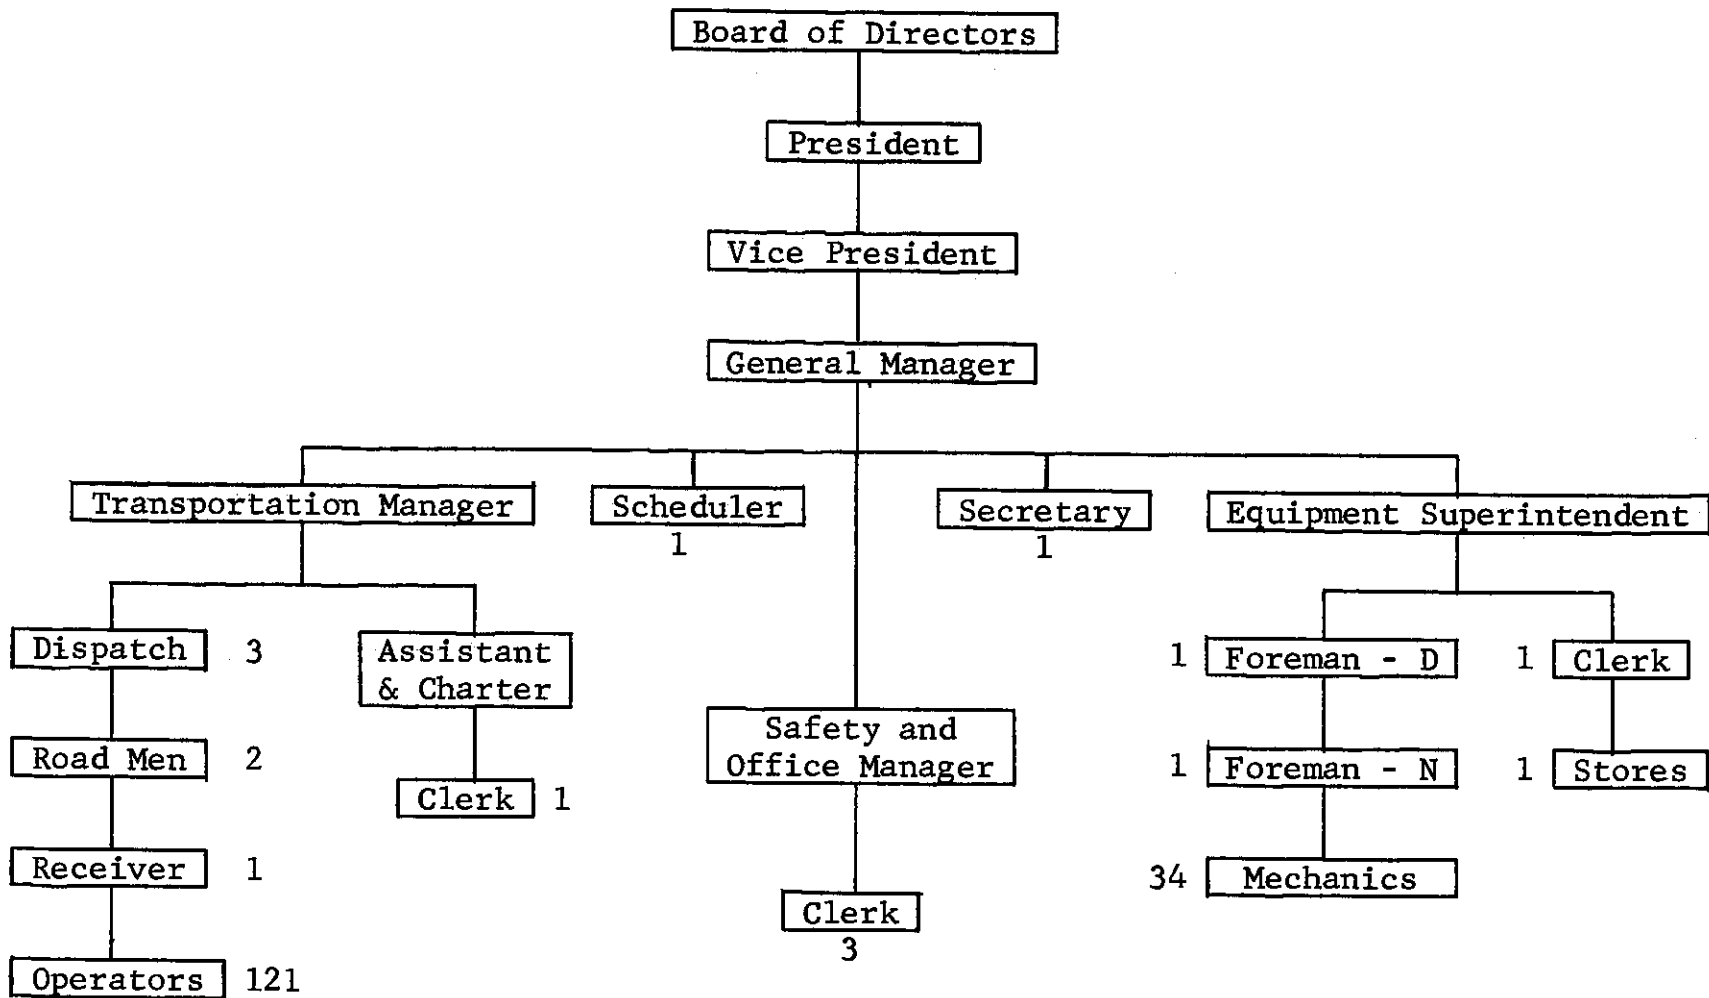 Board of Directors
President
Vice President
General Manager
Transportation Manager
Scheduler
1
Secretary
1
Equipment Superintendent
Dispatch 3
Road Men 2
Receiver 1
Operators 121
Assistant
& Charter
Clerk 1
Safety and
Office Manager
Clerk
3
1 Foreman - D
1 Foreman - N
34 Mechanics
1 Clerk
1 Stores